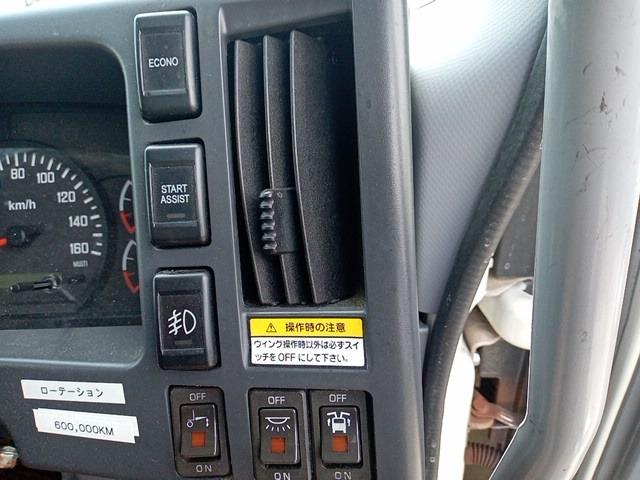 ECONO
START
ASSIST
80
100
120
140
160
km/h
MULTI
⚠ 操作時の注意
ウイング操作時以外は必ずスイ
ッチをOFFにして下さい。
ローテーション
600,000KM
OFF
ON
OFF
ON
OFF
ON